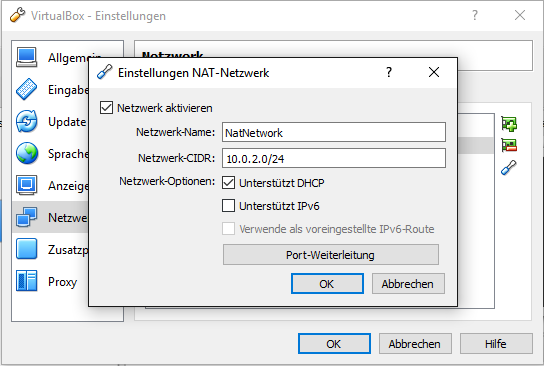 VirtualBox - Einstellungen
Allgemein
Netzwerk
Einstellungen NAT-Netzwerk
Eingabe
Update
Sprache
Anzeige
Netzwe
Zusatzp
Proxy
Netzwerk aktivieren
Netzwerk-Name: NatNetwork
Netzwerk-CIDR: 10.0.2.0/24
Netzwerk-Optionen: Unterstützt DHCP
Unterstützt IPv6
Verwende als voreingestellte IPv6-Route
Port-Weiterleitung
OK Abbrechen
OK Abbrechen Hilfe